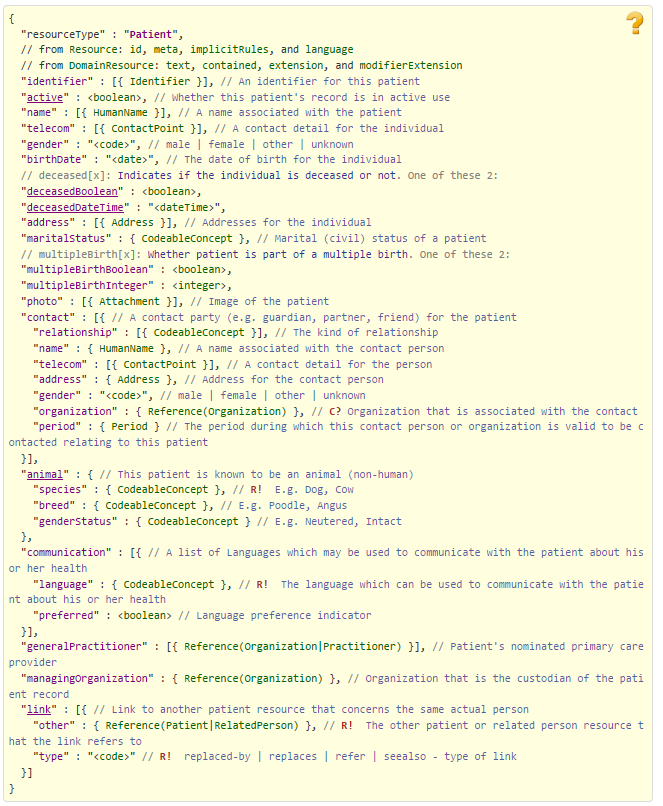 {
"resourceType" : "Patient",
// from Resource: id, meta, implicitRules, and language
// from DomainResource: text, contained, extension, and modifierExtension
"identifier" : [{ Identifier }], // An identifier for this patient
"active" : <boolean>, // Whether this patient's record is in active use
"name" : [{ HumanName }], // A name associated with the patient
"telecom" : [{ ContactPoint }], // A contact detail for the individual
"gender" : "<code>", // male | female | other | unknown
"birthDate" : "<date>", // The date of birth for the individual
// deceased[x]: Indicates if the individual is deceased or not. One of these 2:
"deceasedBoolean" : <boolean>,
"deceasedDateTime" : "<dateTime>",
"address" : [{ Address }], // Addresses for the individual
"maritalStatus" : { CodeableConcept }, // Marital (civil) status of a patient
// multipleBirth[x]: Whether patient is part of a multiple birth. One of these 2:
"multipleBirthBoolean" : <boolean>,
"multipleBirthInteger" : <integer>,
"photo" : [{ Attachment }], // Image of the patient
"contact" : [{ // A contact party (e.g. guardian, partner, friend) for the patient
"relationship" : [{ CodeableConcept }], // The kind of relationship
"name" : { HumanName }, // A name associated with the contact person
"telecom" : [{ ContactPoint }], // A contact detail for the person
"address" : { Address }, // Address for the contact person
"gender" : "<code>", // male | female | other | unknown
"organization" : { Reference(Organization) }, // C? Organization that is associated with the contact
"period" : { Period } // The period during which this contact person or organization is valid to be c
ontacted relating to this patient
}],
"animal" : { // This patient is known to be an animal (non-human)
"species" : { CodeableConcept }, // R! E.g. Dog, Cow
"breed" : { CodeableConcept }, // E.g. Poodle, Angus
"genderStatus" : { CodeableConcept } // E.g. Neutered, Intact
},
"communication" : [{ // A list of Languages which may be used to communicate with the patient about his
or her health
"language" : { CodeableConcept }, // R! The language which can be used to communicate with the patie
nt about his or her health
"preferred" : <boolean> // Language preference indicator
}],
"generalPractitioner" : [{ Reference(Organization|Practitioner) }], // Patient's nominated primary care
provider
"managingOrganization" : { Reference(Organization) }, // Organization that is the custodian of the pati
ent record
"link" : [{ // Link to another patient resource that concerns the same actual person
"other" : { Reference(Patient|RelatedPerson) }, // R! The other patient or related person resource t
hat the link refers to
"type" : "<code>" // R! replaced-by | replaces | refer | seealso - type of link
}]
}